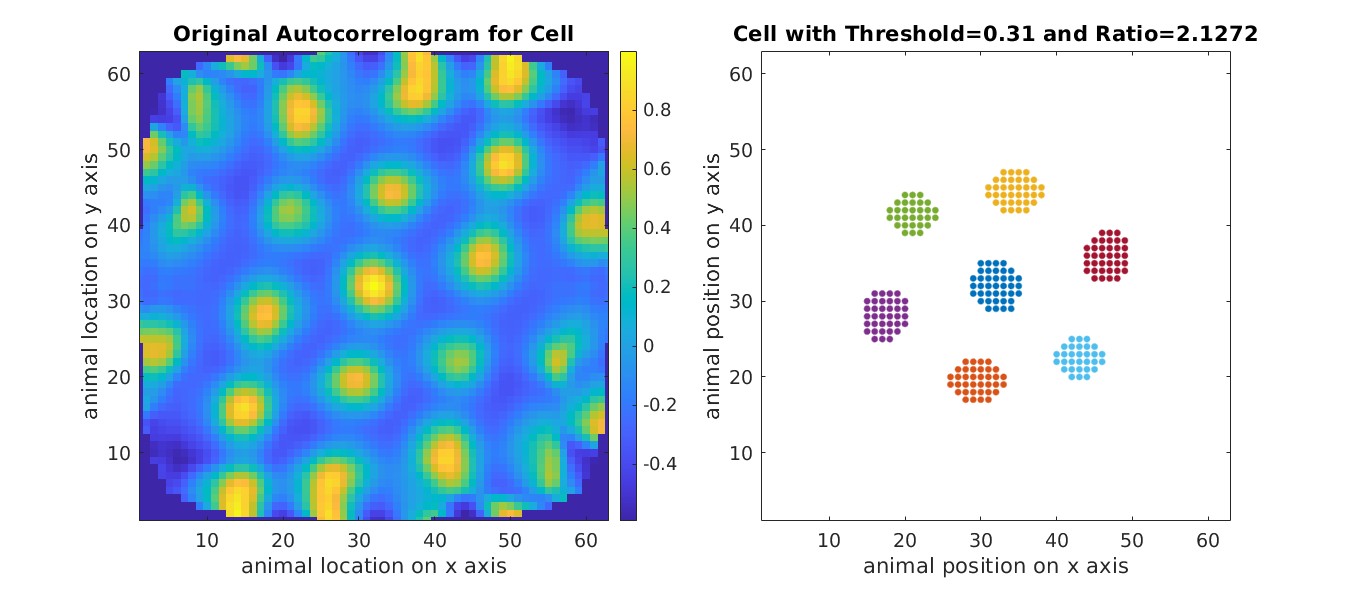 Original Autocorrelogram for Cell
60
50
40
30
20
10
10 20 30 40 50 60
animal location on x axis
animal location on y axis
0.8
0.6
0.4
0.2
0
-0.2
-0.4
Cell with Threshold=0.31 and Ratio=2.1272
60
50
40
30
20
10
10 20 30 40 50 60
animal position on x axis
animal position on y axis